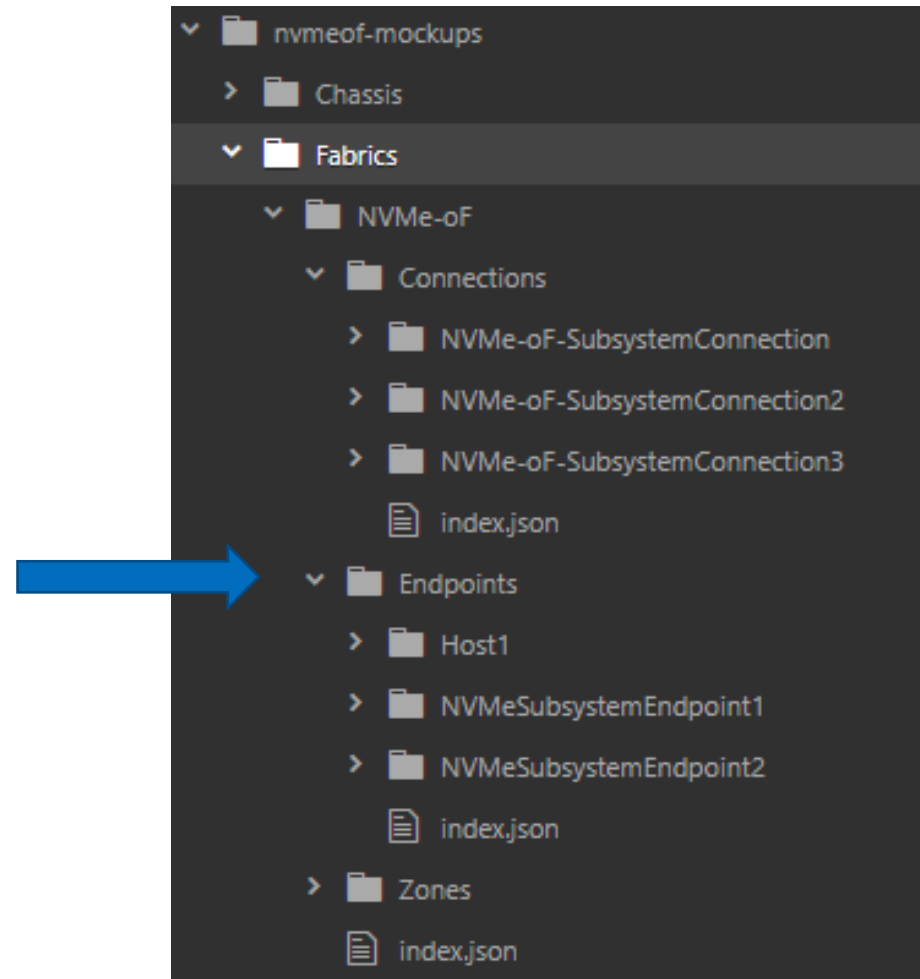 nvmeof-mockups
Chassis
Fabrics
NVMe-oF
Connections
NVMe-oF-SubsystemConnection
NVMe-oF-SubsystemConnection2
NVMe-oF-SubsystemConnection3
index.json
Endpoints
Host1
NVMeSubsystemEndpoint1
NVMeSubsystemEndpoint2
index.json
Zones
index.json